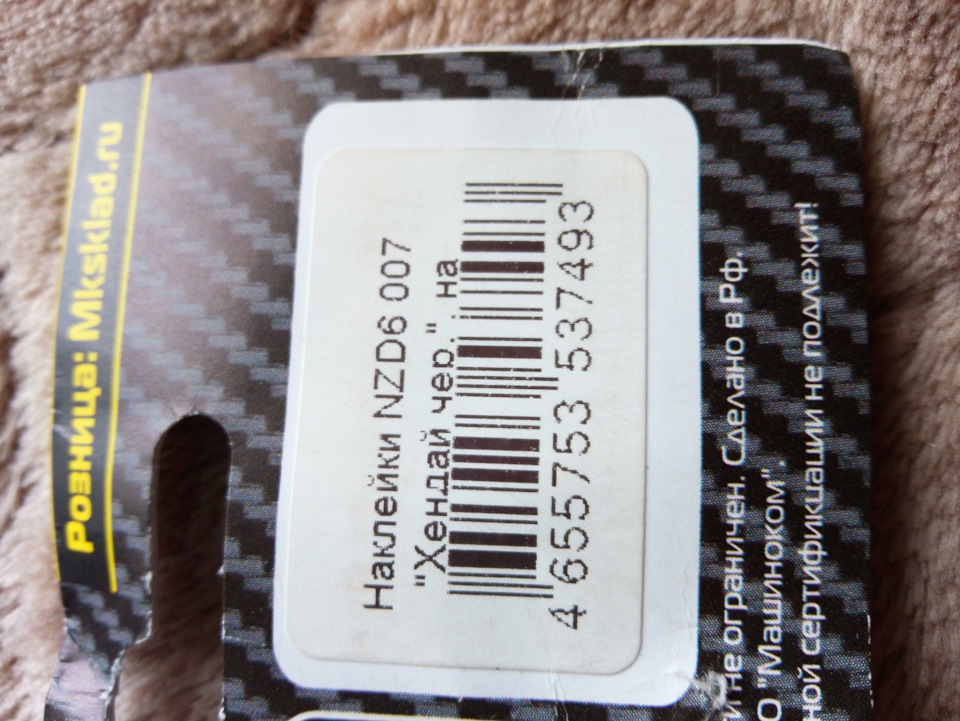 Розница: Mksklad.ru
Наклейки NZD6 007
"Хендай чер." на
4 655753 537493
не ограничен. Сделано в РФ.
"Машиноком".
сертификации не подлежит!